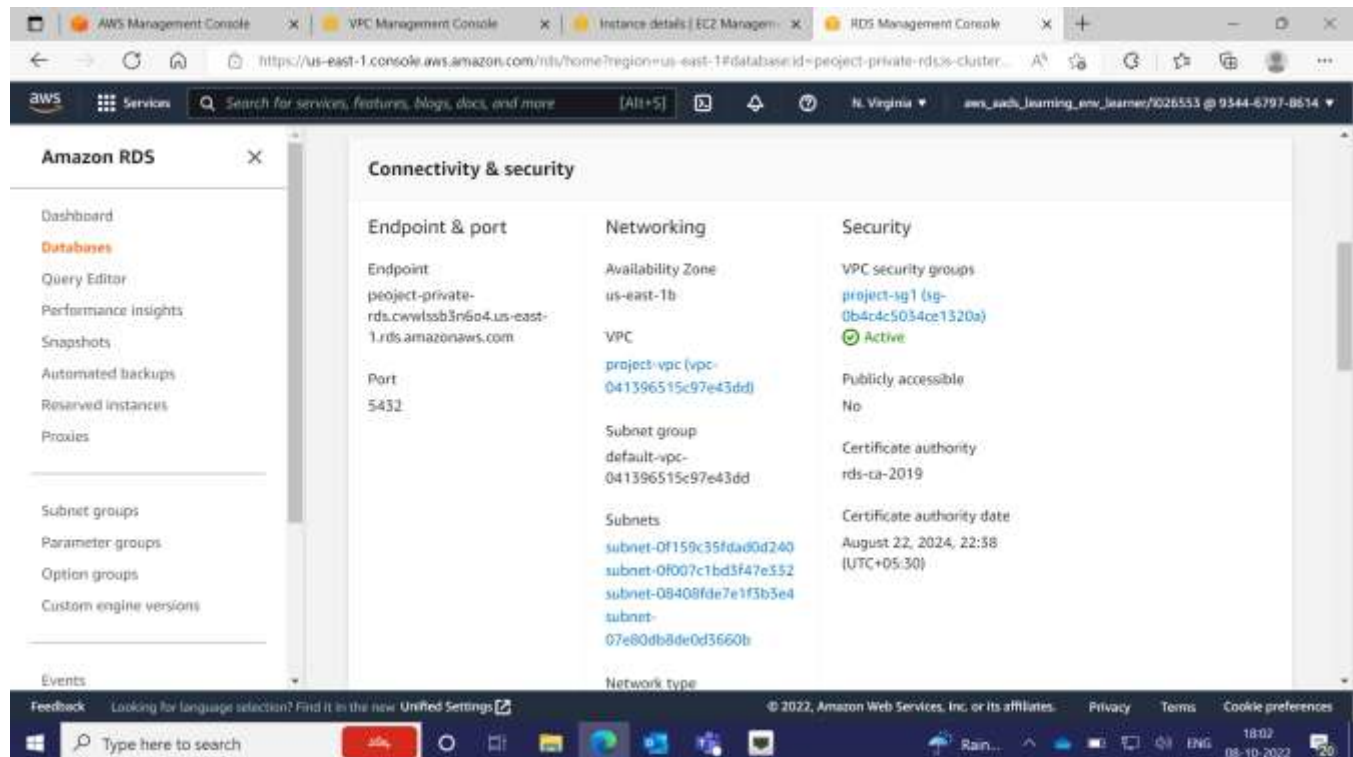 AWS Management Console
VPC Management Console
Instance details | EC2 Managem
RDS Management Console
https://us-east-1.console.aws.amazon.com/rds/home?region=us-east-1#database:id=peoject-private-rds;is-cluster...
aws
Services
Search for services, features, blogs, docs, and more
[Alt+S]
N. Virginia
aws_aads_learning_env_learner/I026553 @ 9344-6797-8614
Amazon RDS
Dashboard
Databases
Query Editor
Performance insights
Snapshots
Automated backups
Reserved instances
Proxies
Subnet groups
Parameter groups
Option groups
Custom engine versions
Events
Connectivity & security
Endpoint & port
Endpoint
peoject-private-
rds.cwwlssb3n6o4.us-east-
1.rds.amazonaws.com
Port
5432
Networking
Availability Zone
us-east-1b
VPC
project-vpc (vpc-
041396515c97e43dd)
Subnet group
default-vpc-
041396515c97e43dd
Subnets
subnet-0f159c35fdad0d240
subnet-0f007c1bd3f47e332
subnet-08408fde7e1f3b3e4
subnet-
07e80db8de0d3660b
Network type
Security
VPC security groups
project-sg1 (sg-
0b4c4c5034ce1320a)
Active
Publicly accessible
No
Certificate authority
rds-ca-2019
Certificate authority date
August 22, 2024, 22:38
(UTC+05:30)
Feedback
Looking for language selection? Find it in the new Unified Settings
© 2022, Amazon Web Services, Inc. or its affiliates.
Privacy
Terms
Cookie preferences
Type here to search
Rain...
ENG
18:02
08-10-2022
20